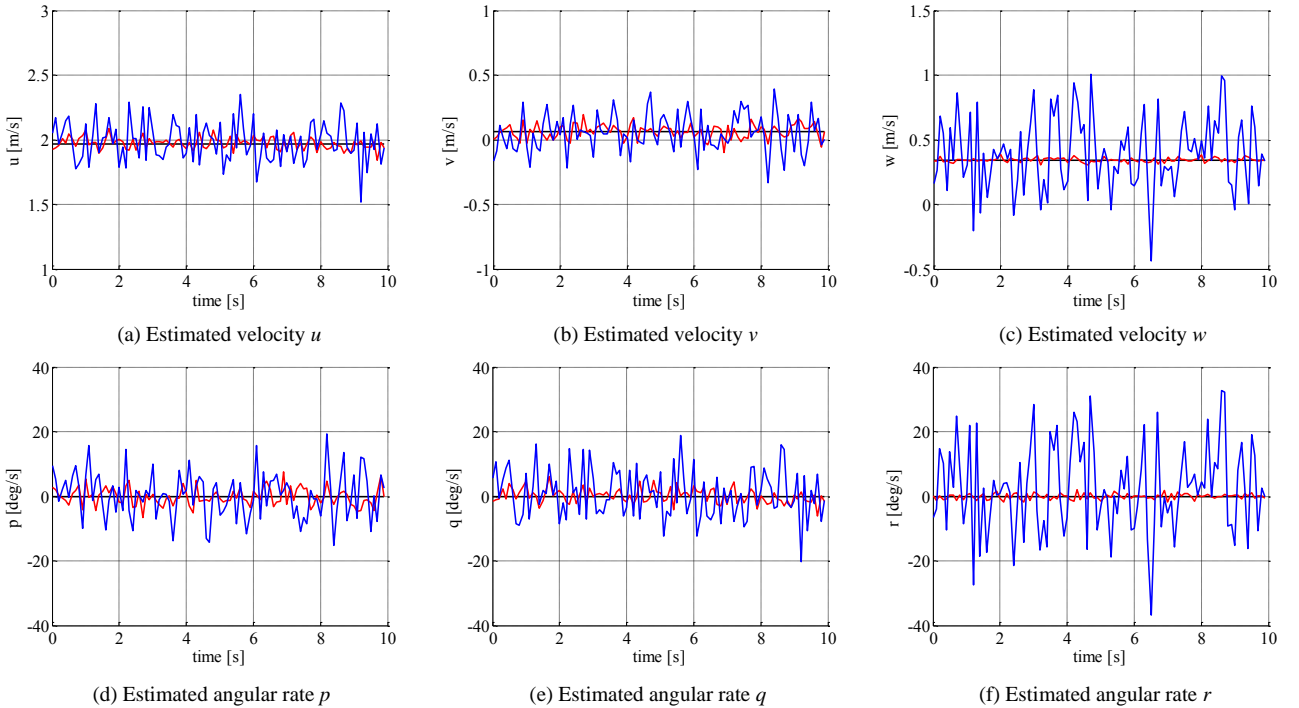 3
2.5
2
1.5
1
u [m/s]
0 2 4 6 8 10
time [s]
(a) Estimated velocity u
1
0.5
0
-0.5
-1
v [m/s]
0 2 4 6 8 10
time [s]
(b) Estimated velocity v
1.5
1
0.5
0
-0.5
w [m/s]
0 2 4 6 8 10
time [s]
(c) Estimated velocity w
40
20
0
-20
-40
p [deg/s]
0 2 4 6 8 10
time [s]
(d) Estimated angular rate p
40
20
0
-20
-40
q [deg/s]
0 2 4 6 8 10
time [s]
(e) Estimated angular rate q
40
20
0
-20
-40
r [deg/s]
0 2 4 6 8 10
time [s]
(f) Estimated angular rate r